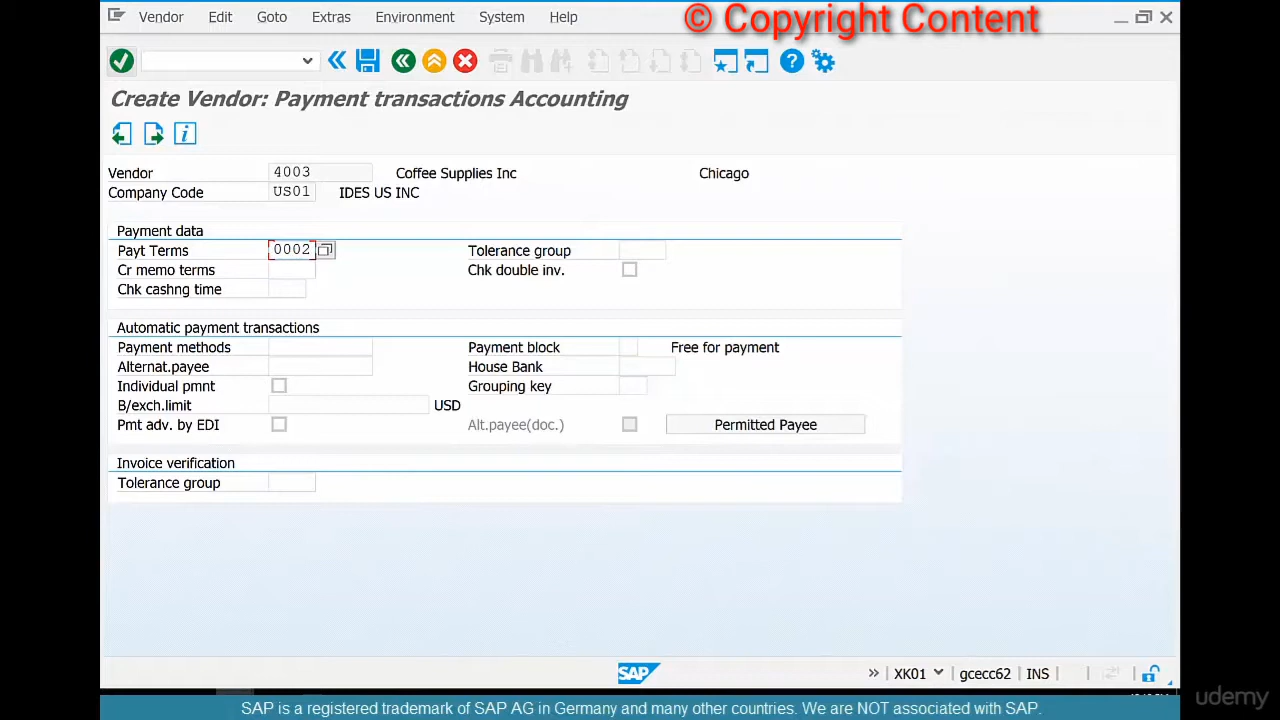 Vendor Edit Goto Extras Environment System Help
© Copyright Content
Create Vendor: Payment transactions Accounting
Vendor 4003 Coffee Supplies Inc Chicago
Company Code US01 IDES US INC
Payment data
Payt Terms 0002 Tolerance group
Cr memo terms Chk double inv.
Chk cashng time
Automatic payment transactions
Payment methods Payment block Free for payment
Alternat.payee House Bank
Individual pmnt Grouping key
B/exch.limit USD
Pmt adv. by EDI Alt.payee(doc.) Permitted Payee
Invoice verification
Tolerance group
SAP XK01 gcecc62 INS
udemy
SAP is a registered trademark of SAP AG in Germany and many other countries. We are NOT associated with SAP.